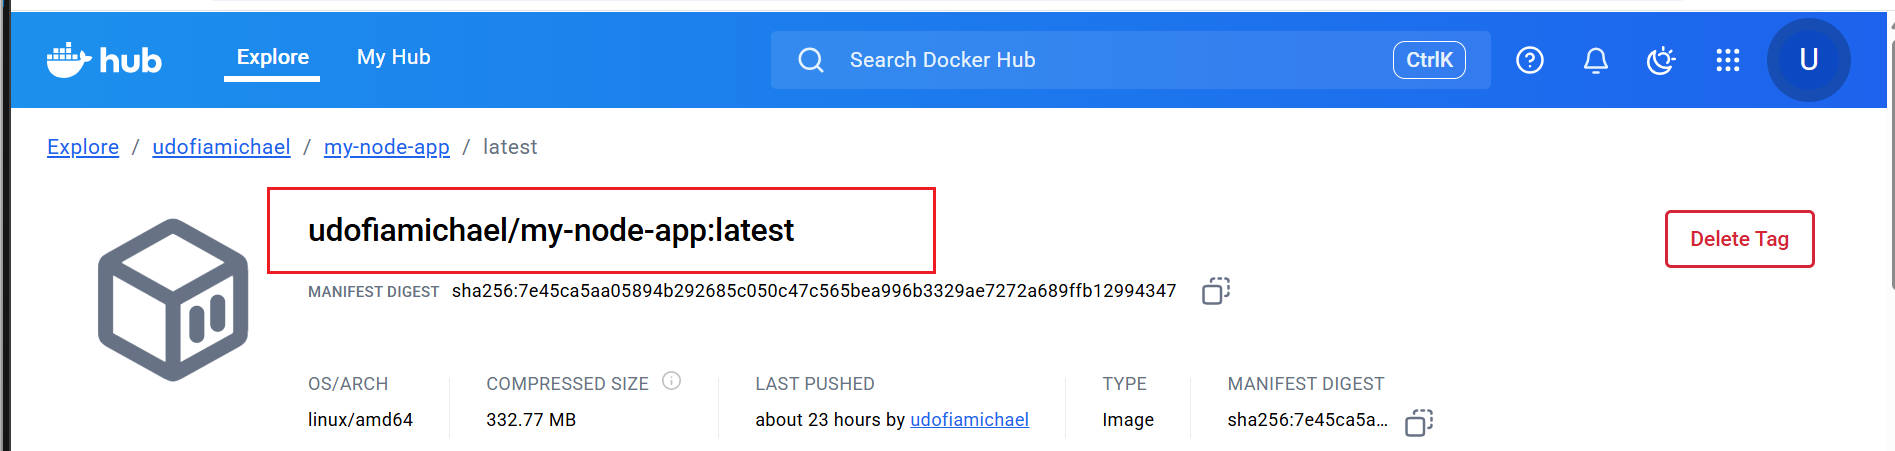 hub Explore My Hub Search Docker Hub CtrlK U
Explore / udofiamichael / my-node-app / latest
udofiamichael/my-node-app:latest
Delete Tag
MANIFEST DIGEST sha256:7e45ca5aa05894b292685c050c47c565bea996b3329ae7272a689ffb12994347
OS/ARCH COMPRESSED SIZE LAST PUSHED TYPE MANIFEST DIGEST
linux/amd64 332.77 MB about 23 hours by udofiamichael Image sha256:7e45ca5a...